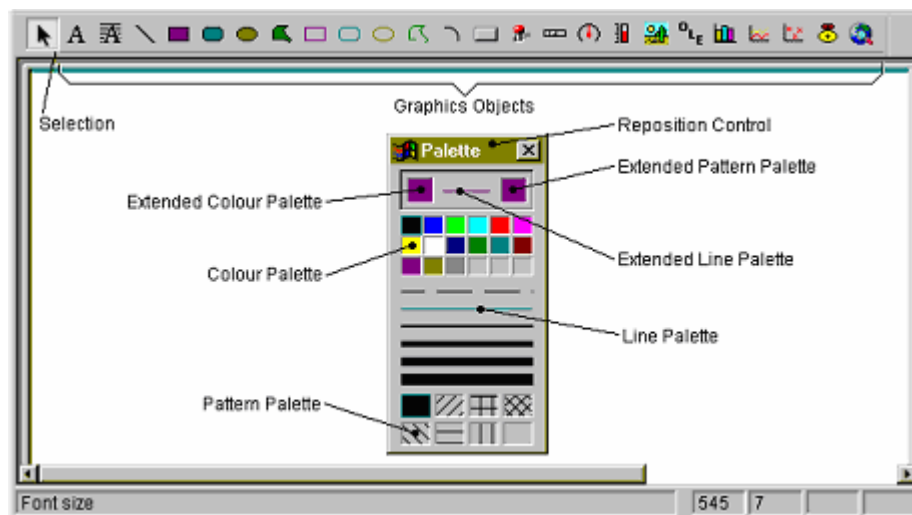 A A OLE
Graphics Objects
Selection
Reposition Control
Palette
Extended Pattern Palette
Extended Colour Palette
Colour Palette
Extended Line Palette
Line Palette
Pattern Palette
Font size 545 7